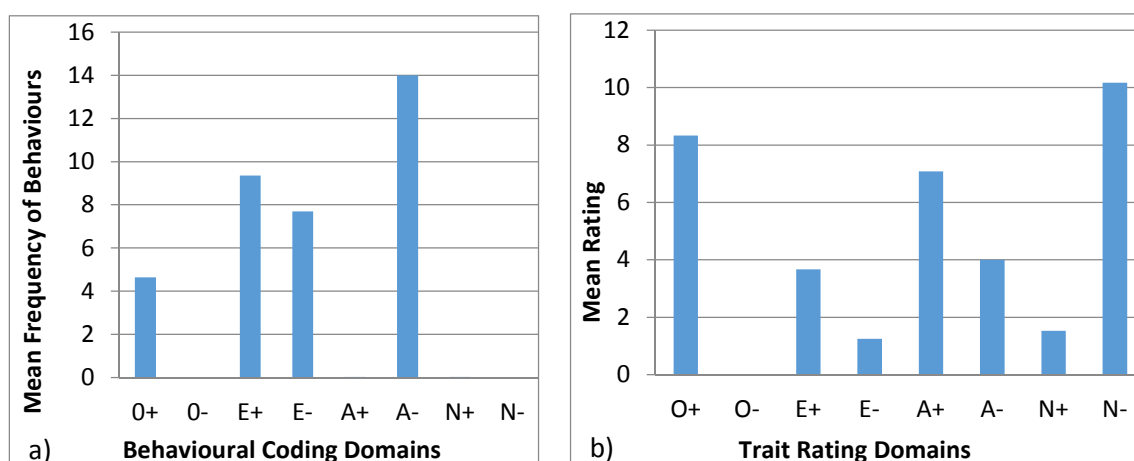 Mean Frequency of Behaviours
16
14
12
10
8
6
4
2
0
0+ 0- E+ E- A+ A- N+ N-
a) Behavioural Coding Domains
Mean Rating
12
10
8
6
4
2
0
O+ O- E+ E- A+ A- N+ N-
b) Trait Rating Domains